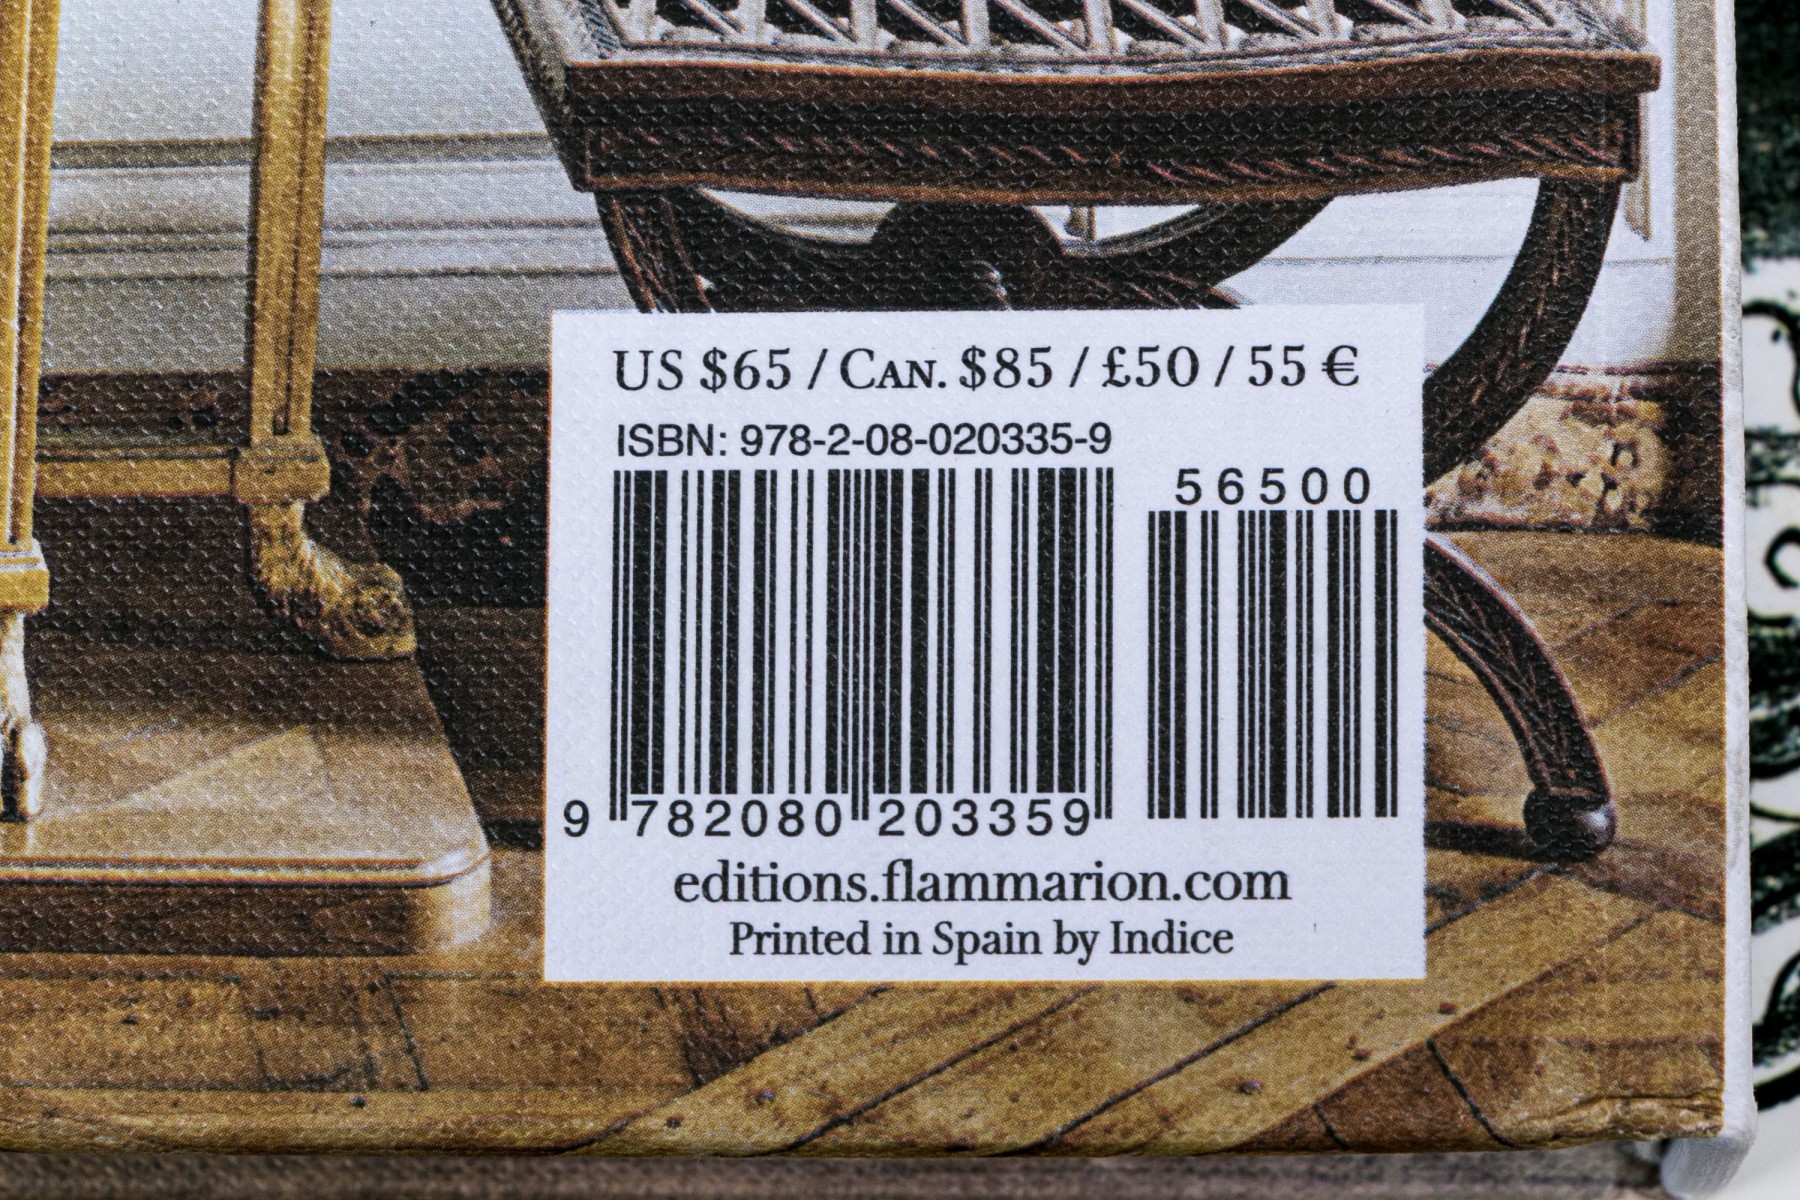 US $65 / CAN. $85 / £50 / 55 €
ISBN: 978-2-08-020335-9
56500
9 782080 203359
editions.flammarion.com
Printed in Spain by Indice